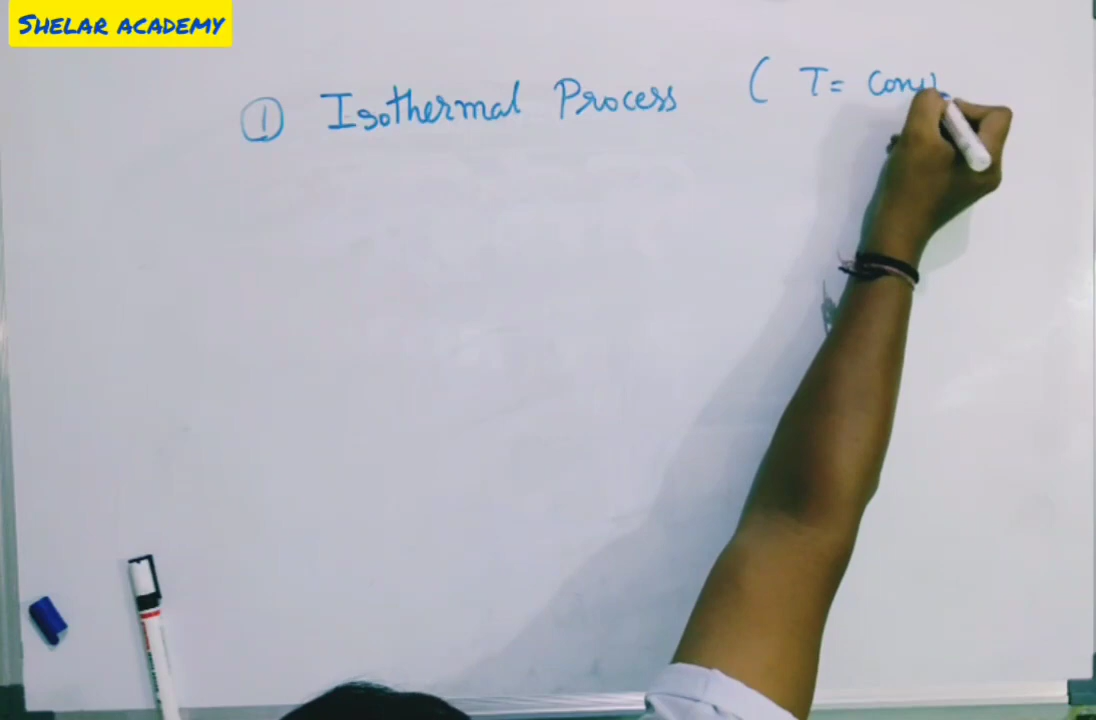 SHELAR ACADEMY
① Isothermal Process ( T= Cons